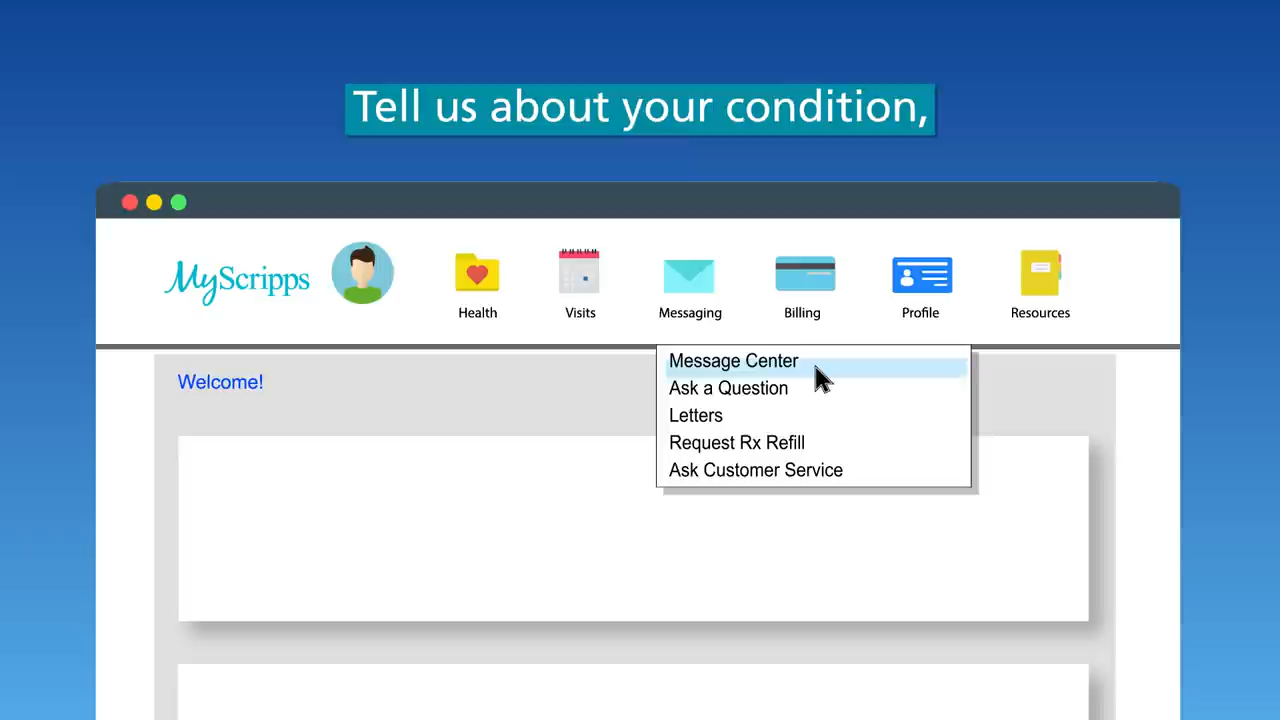 Tell us about your condition,
MyScripps
Health
Visits
Messaging
Billing
Profile
Resources
Welcome!
Message Center
Ask a Question
Letters
Request Rx Refill
Ask Customer Service